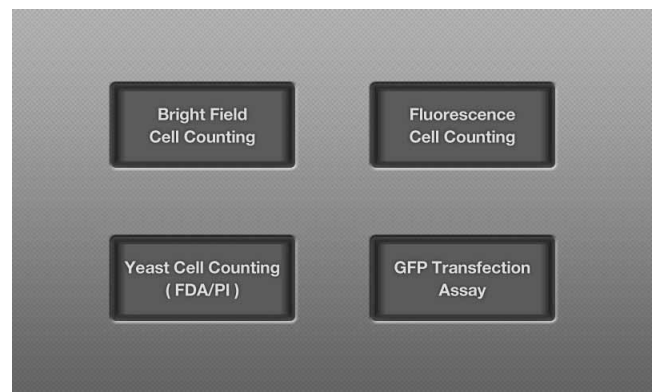 Bright Field
Cell Counting
Fluorescence
Cell Counting
Yeast Cell Counting
( FDA/PI )
GFP Transfection
Assay